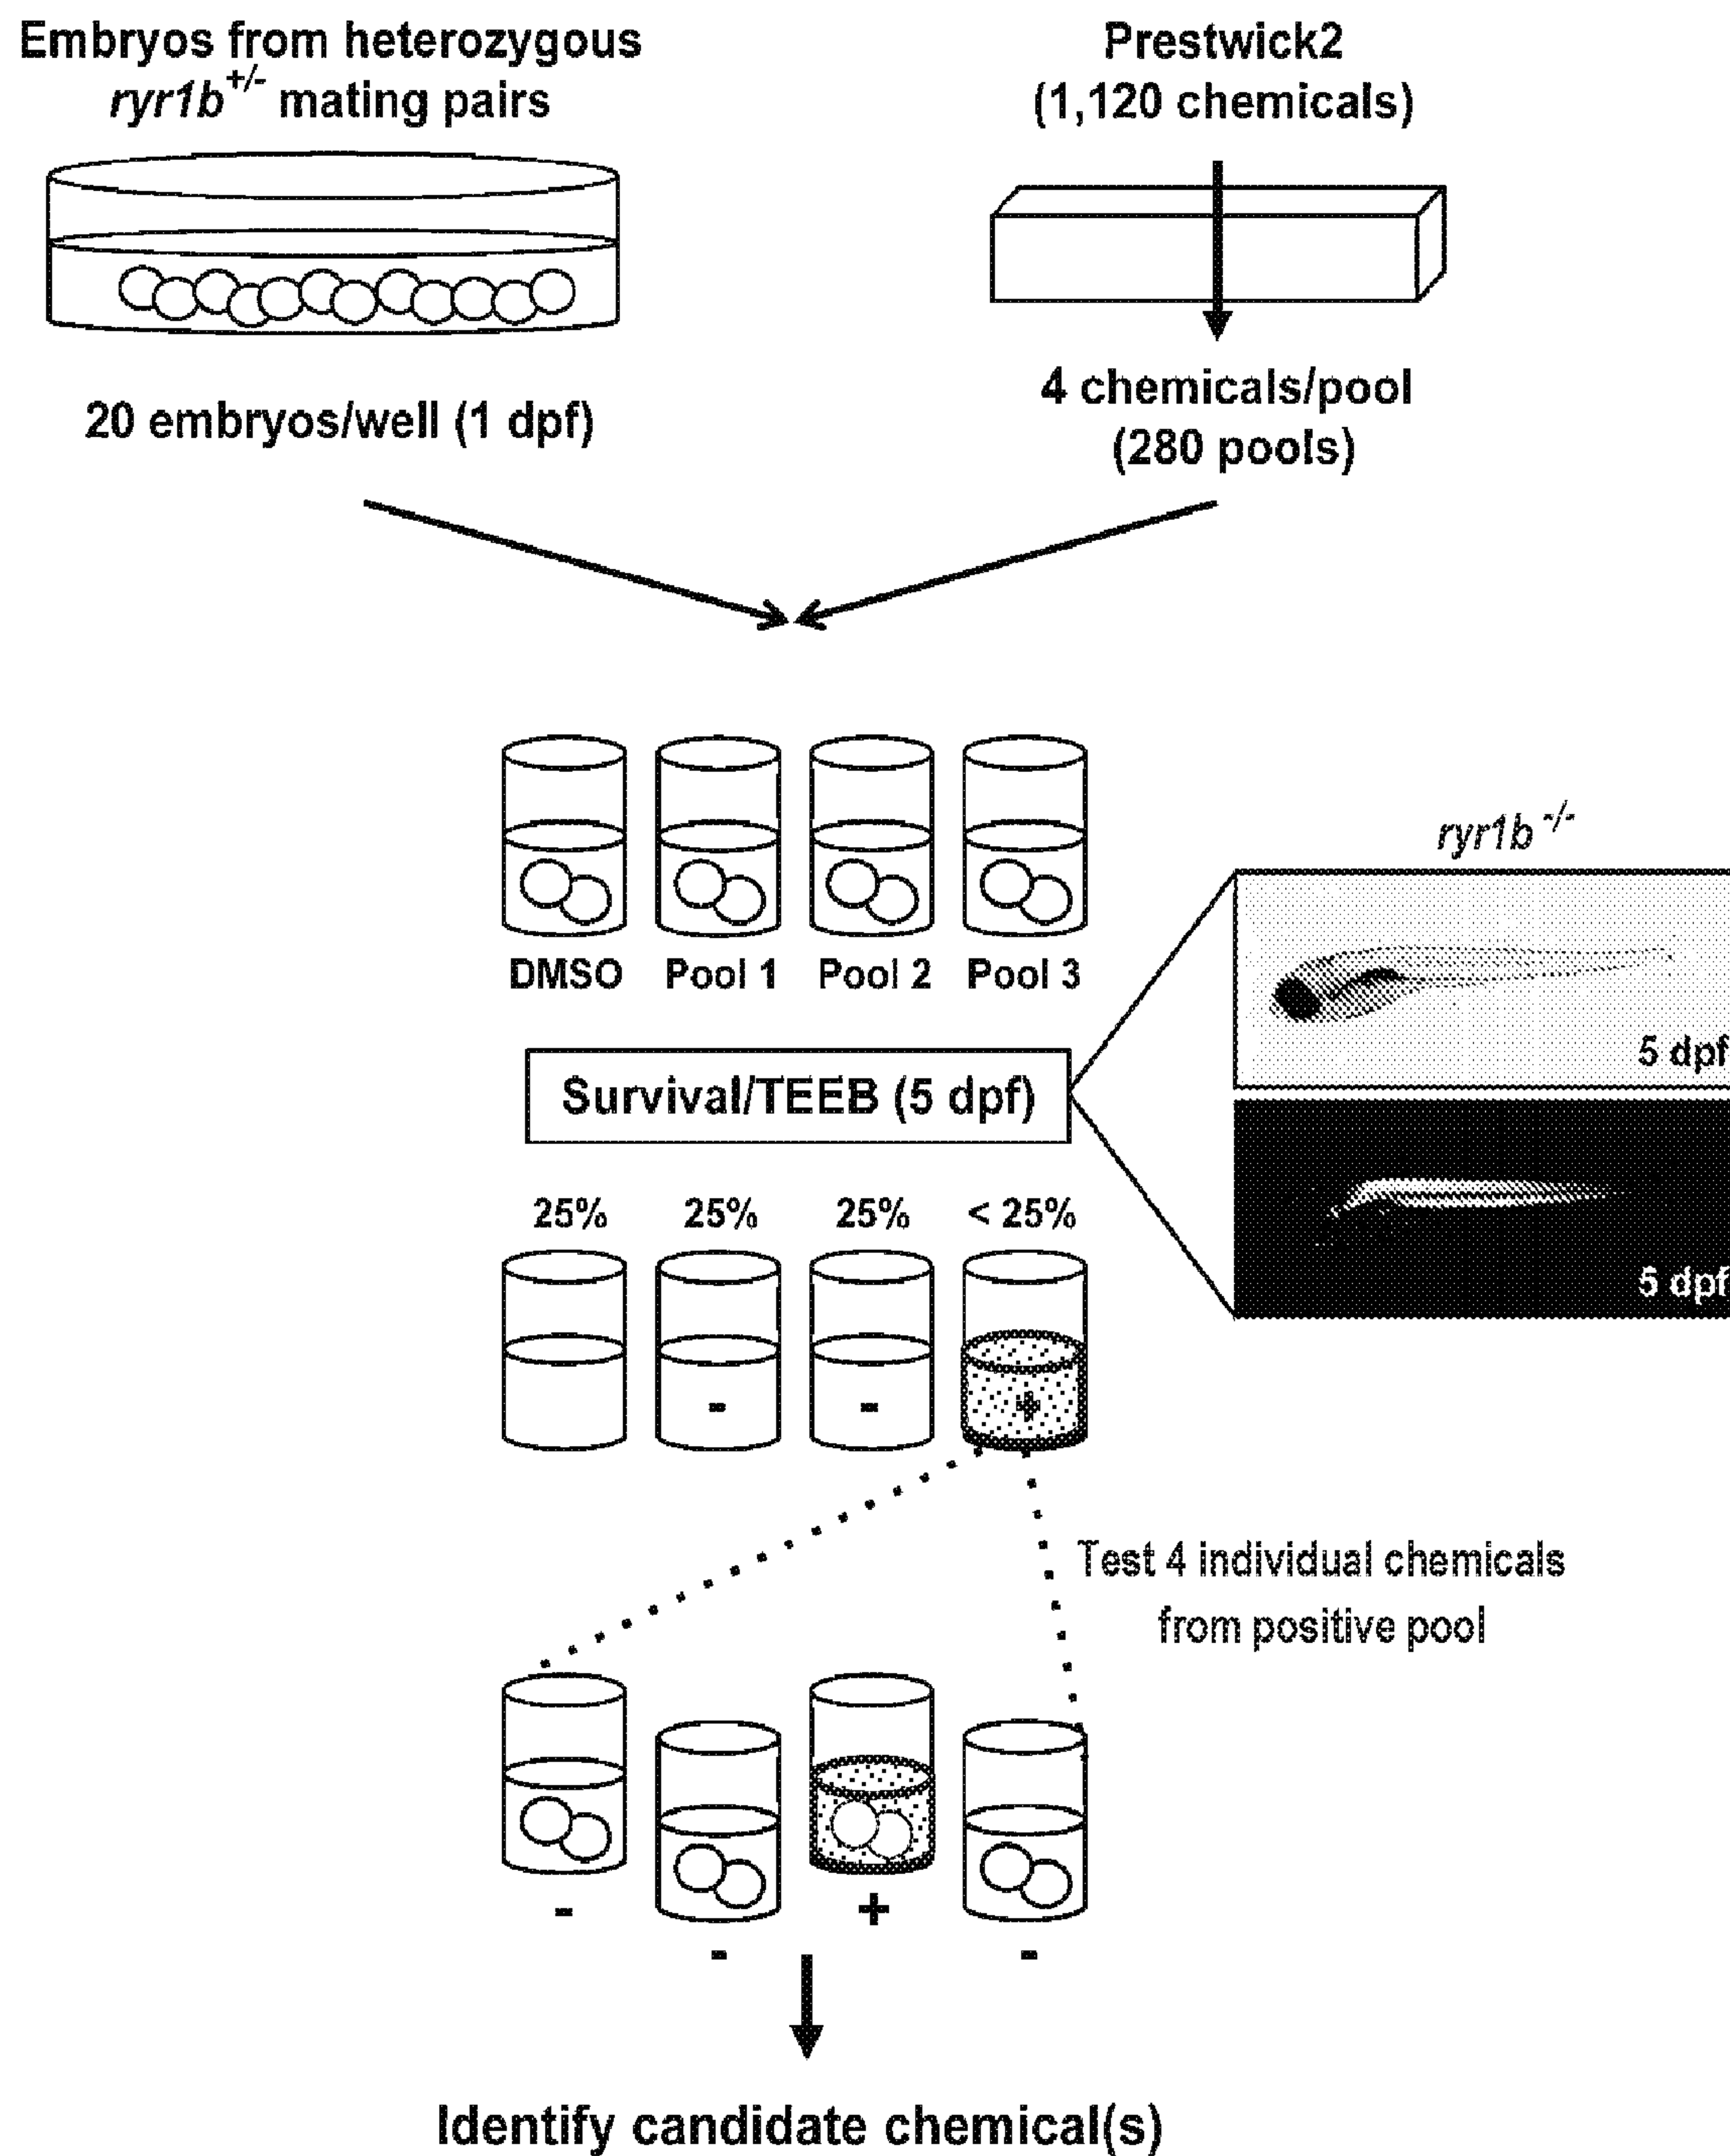 Embryos from heterozygous
ryr1b+/- mating pairs
20 embryos/well (1 dpf)
Prestwick2
(1,120 chemicals)
4 chemicals/pool
(280 pools)
DMSO Pool 1 Pool 2 Pool 3
ryr1b -/-
5 dpf
Survival/TEEB (5 dpf)
5 dpf
25% 25% 25% < 25%
- - +
Test 4 individual chemicals
from positive pool
- +
- -
Identify candidate chemical(s)